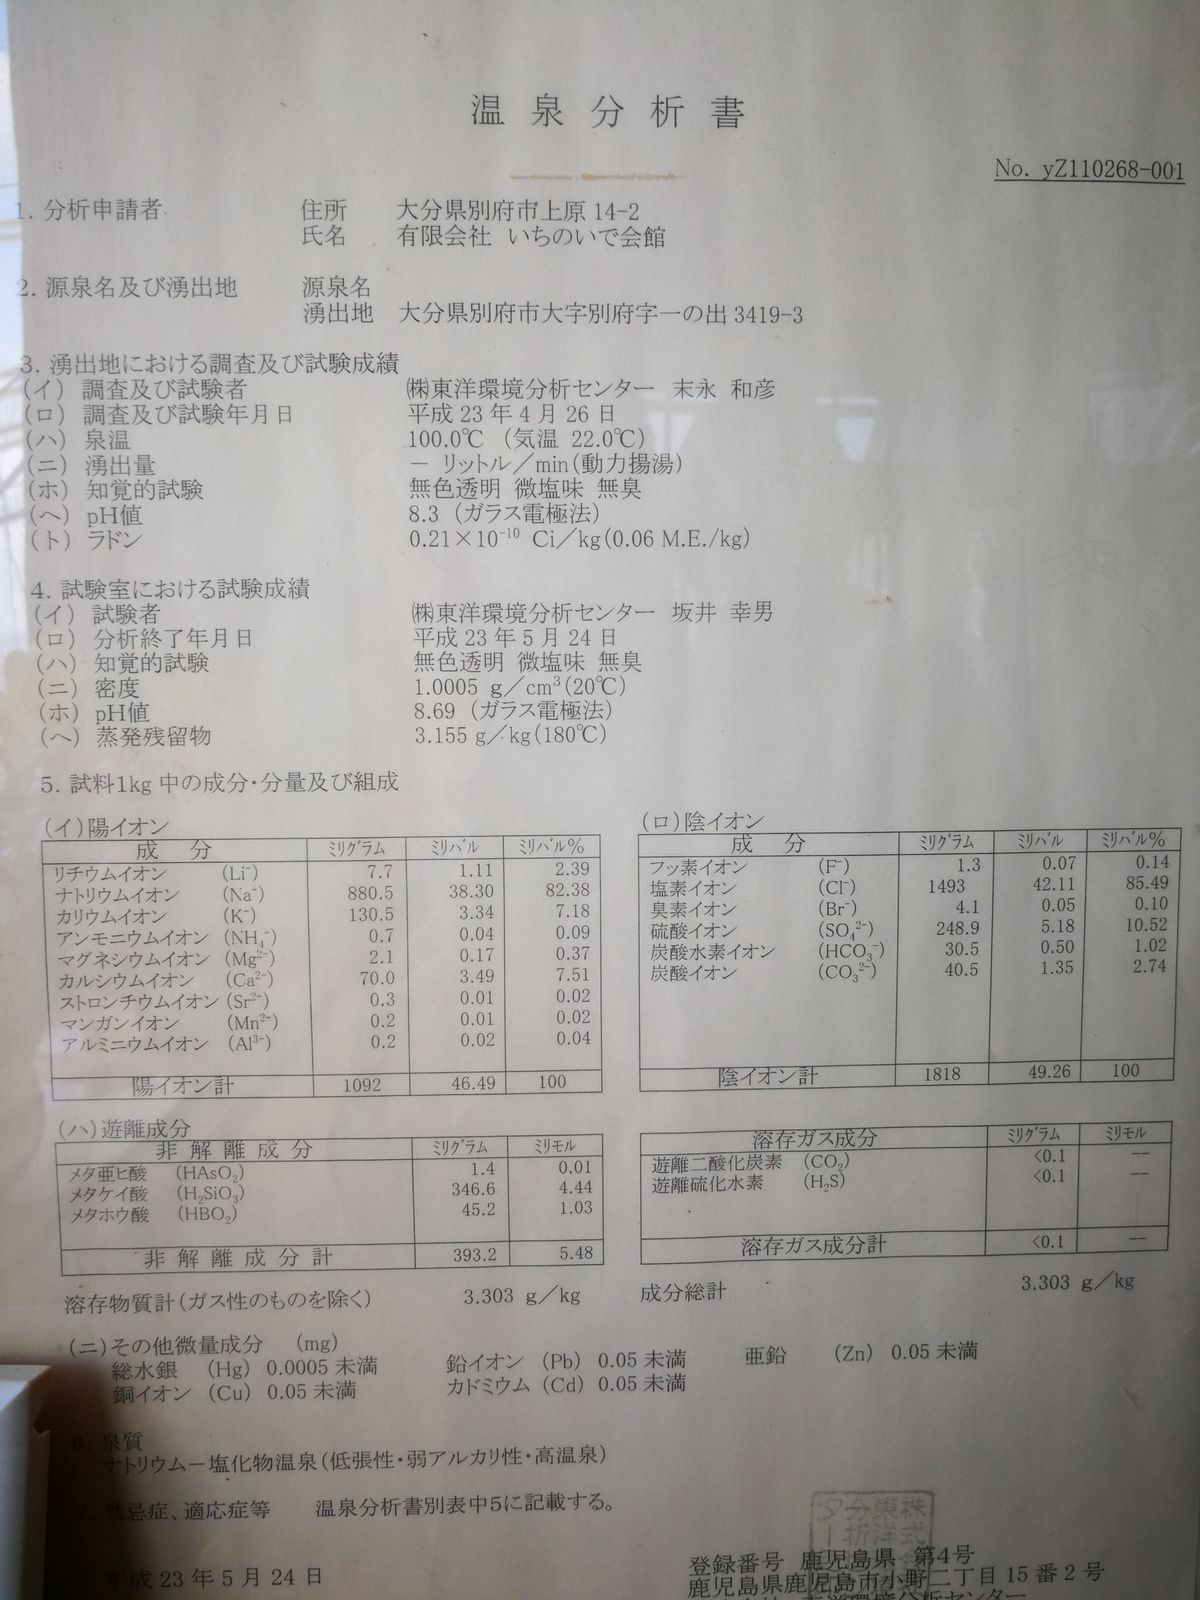 温泉分析書
No. yZ110268-001
1. 分析申請者 住所 大分県別府市上原 14-2
氏名 有限会社 いちのいで会館
2. 源泉名及び湧出地 源泉名
湧出地 大分県別府市大字別府字一の出 3419-3
3. 湧出地における調査及び試験成績
(イ) 調査及び試験者 ㈱東洋環境分析センター 末永 和彦
(ロ) 調査及び試験年月日 平成 23 年 4 月 26 日
(ハ) 泉温 100.0℃ (気温 22.0℃)
(ニ) 湧出量 － リットル／min(動力揚湯)
(ホ) 知覚的試験 無色透明 微塩味 無臭
(ヘ) pH値 8.3 (ガラス電極法)
(ト) ラドン 0.21×10⁻¹⁰ Ci／kg(0.06 M.E./kg)
4. 試験室における試験成績
(イ) 試験者 ㈱東洋環境分析センター 坂井 幸男
(ロ) 分析終了年月日 平成 23 年 5 月 24 日
(ハ) 知覚的試験 無色透明 微塩味 無臭
(ニ) 密度 1.0005 g／cm³(20℃)
(ホ) pH値 8.69 (ガラス電極法)
(ヘ) 蒸発残留物 3.155 g／kg(180℃)
5. 試料1kg 中の成分・分量及び組成
(イ)陽イオン
成 分 ﾐﾘｸﾞﾗﾑ ﾐﾘﾊﾞﾙ ﾐﾘﾊﾞﾙ%
リチウムイオン (Li⁻) 7.7 1.11 2.39
ナトリウムイオン (Na⁻) 880.5 38.30 82.38
カリウムイオン (K⁻) 130.5 3.34 7.18
アンモニウムイオン (NH₄⁻) 0.7 0.04 0.09
マグネシウムイオン (Mg²⁻) 2.1 0.17 0.37
カルシウムイオン (Ca²⁻) 70.0 3.49 7.51
ストロンチウムイオン (Sr²⁻) 0.3 0.01 0.02
マンガンイオン (Mn²⁻) 0.2 0.01 0.02
アルミニウムイオン (Al³⁻) 0.2 0.02 0.04
陽イオン計 1092 46.49 100
(ロ)陰イオン
成 分 ﾐﾘｸﾞﾗﾑ ﾐﾘﾊﾞﾙ ﾐﾘﾊﾞﾙ%
フッ素イオン (F⁻) 1.3 0.07 0.14
塩素イオン (Cl⁻) 1493 42.11 85.49
臭素イオン (Br⁻) 4.1 0.05 0.10
硫酸イオン (SO₄²⁻) 248.9 5.18 10.52
炭酸水素イオン (HCO₃⁻) 30.5 0.50 1.02
炭酸イオン (CO₃²⁻) 40.5 1.35 2.74
陰イオン計 1818 49.26 100
(ハ)遊離成分
非解離成分 ﾐﾘｸﾞﾗﾑ ﾐﾘﾓﾙ
メタ亜ヒ酸 (HAsO₂) 1.4 0.01
メタケイ酸 (H₂SiO₃) 346.6 4.44
メタホウ酸 (HBO₂) 45.2 1.03
非解離成分計 393.2 5.48
溶存ガス成分 ﾐﾘｸﾞﾗﾑ ﾐﾘﾓﾙ
遊離二酸化炭素 (CO₂) <0.1 --
遊離硫化水素 (H₂S) <0.1 --
溶存ガス成分計 <0.1 --
溶存物質計(ガス性のものを除く) 3.303 g／kg
成分総計 3.303 g／kg
(ニ)その他微量成分 (mg)
総水銀 (Hg) 0.0005 未満 鉛イオン (Pb) 0.05 未満 亜鉛 (Zn) 0.05 未満
銅イオン (Cu) 0.05 未満 カドミウム (Cd) 0.05 未満
6. 泉質
ナトリウム－塩化物温泉(低張性・弱アルカリ性・高温泉)
7. 禁忌症、適応症等 温泉分析書別表中5に記載する。
平成 23 年 5 月 24 日
登録番号 鹿児島県 第4号
鹿児島県鹿児島市小野二丁目 15 番 2 号